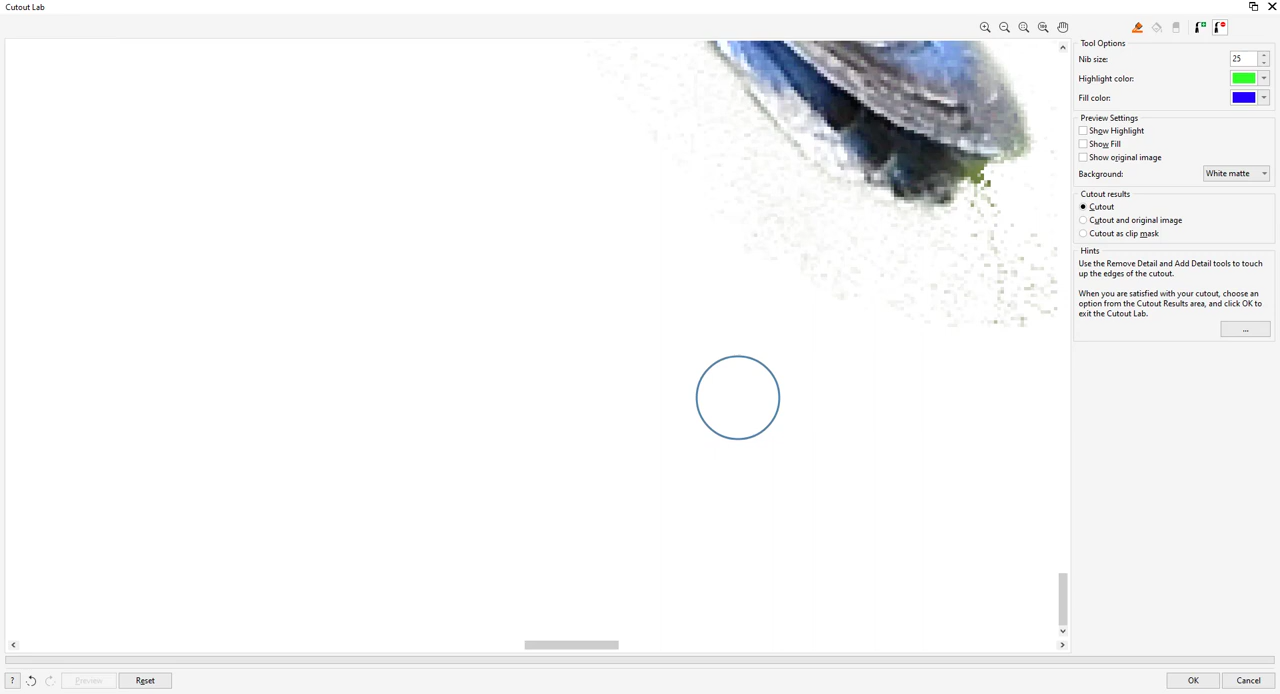 Cutout Lab
Tool Options
Nib size: 25
Highlight color:
Fill color:
Preview Settings
Show Highlight
Show Fill
Show original image
Background: White matte
Cutout results
Cutout
Cutout and original image
Cutout as clip mask
Hints
Use the Remove Detail and Add Detail tools to touch
up the edges of the cutout.
When you are satisfied with your cutout, choose an
option from the Cutout Results area, and click OK to
exit the Cutout Lab.
...
? Preview Reset OK Cancel